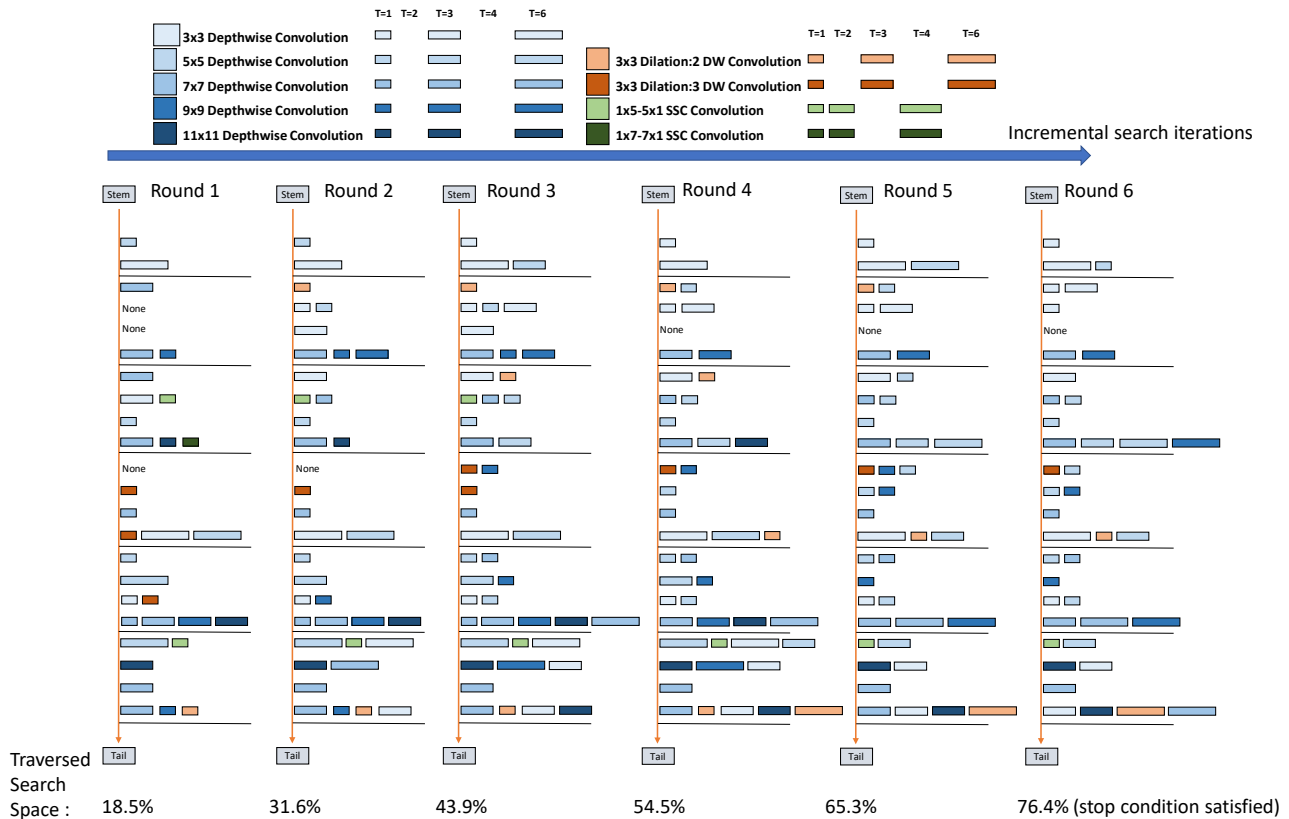 T=1 T=2 T=3 T=4 T=6
3x3 Depthwise Convolution
5x5 Depthwise Convolution
7x7 Depthwise Convolution
9x9 Depthwise Convolution
11x11 Depthwise Convolution
T=1 T=2 T=3 T=4 T=6
3x3 Dilation:2 DW Convolution
3x3 Dilation:3 DW Convolution
1x5-5x1 SSC Convolution
1x7-7x1 SSC Convolution
Incremental search iterations
Stem Round 1 Stem Round 2 Stem Round 3 Stem Round 4 Stem Round 5 Stem Round 6
None
None None None None
None None
Tail Tail Tail Tail Tail Tail
Traversed
Search
Space : 18.5% 31.6% 43.9% 54.5% 65.3% 76.4% (stop condition satisfied)